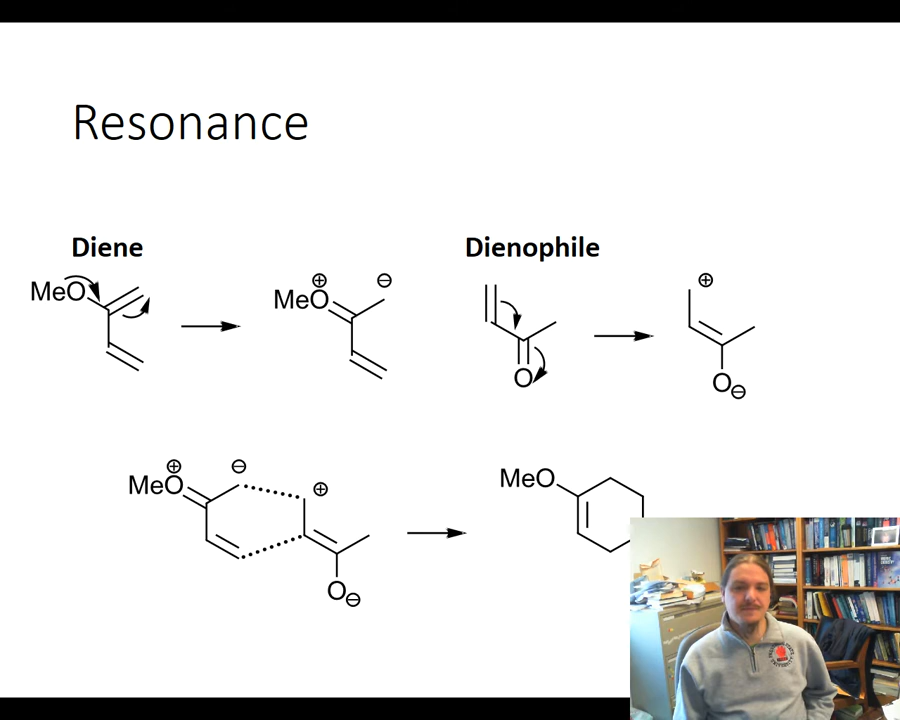 Resonance
Diene
Dienophile
MeO
MeO
⊕
⊖
O
⊕
O⊖
MeO
⊕
⊖
⊕
O⊖
MeO